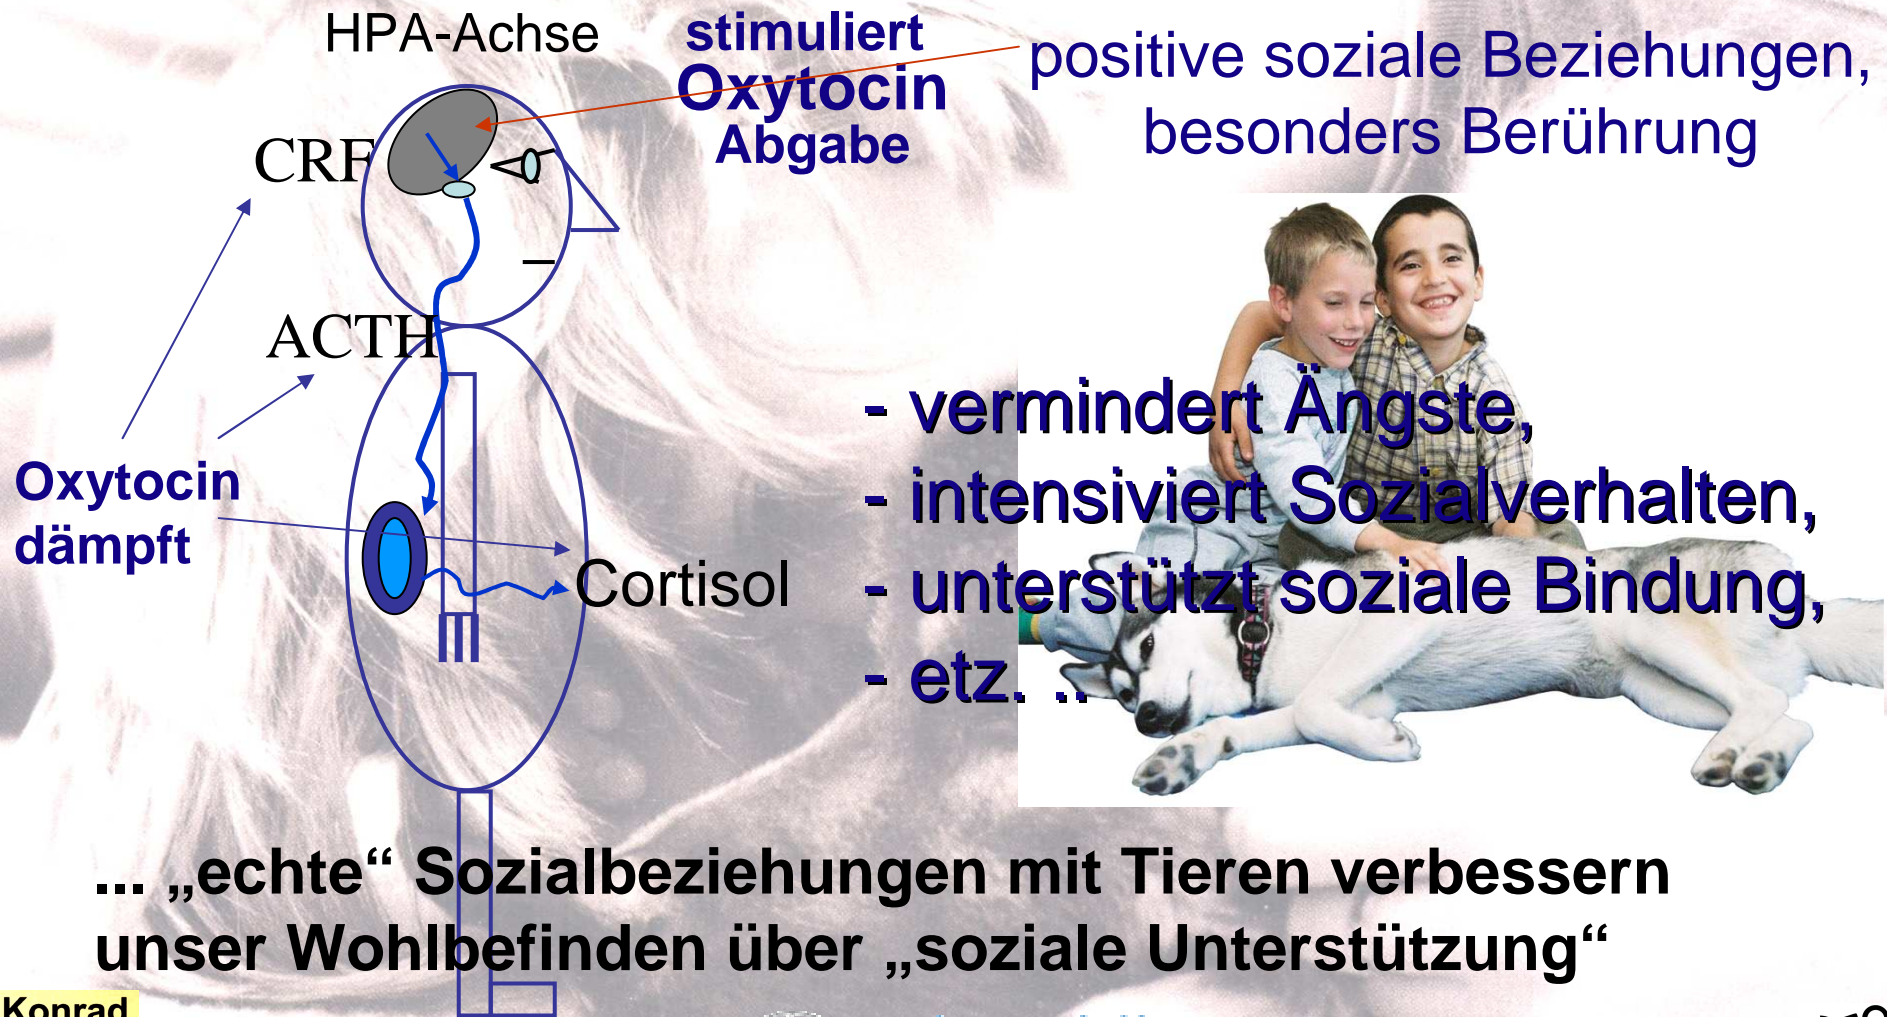 HPA-Achse
stimuliert
Oxytocin
Abgabe
positive soziale Beziehungen,
besonders Berührung
CRF
ACTH
Oxytocin
dämpft
Cortisol
- vermindert Ängste,
- intensiviert Sozialverhalten,
- unterstützt soziale Bindung,
- etz. ..
... „echte“ Sozialbeziehungen mit Tieren verbessern
unser Wohlbefinden über „soziale Unterstützung“
Konrad